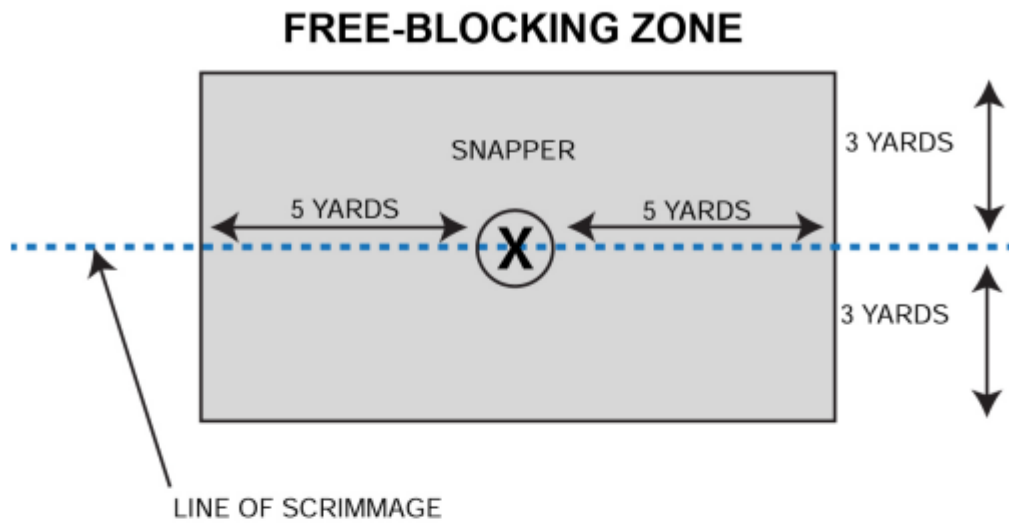 FREE-BLOCKING ZONE
SNAPPER
3 YARDS
5 YARDS
5 YARDS
X
3 YARDS
LINE OF SCRIMMAGE